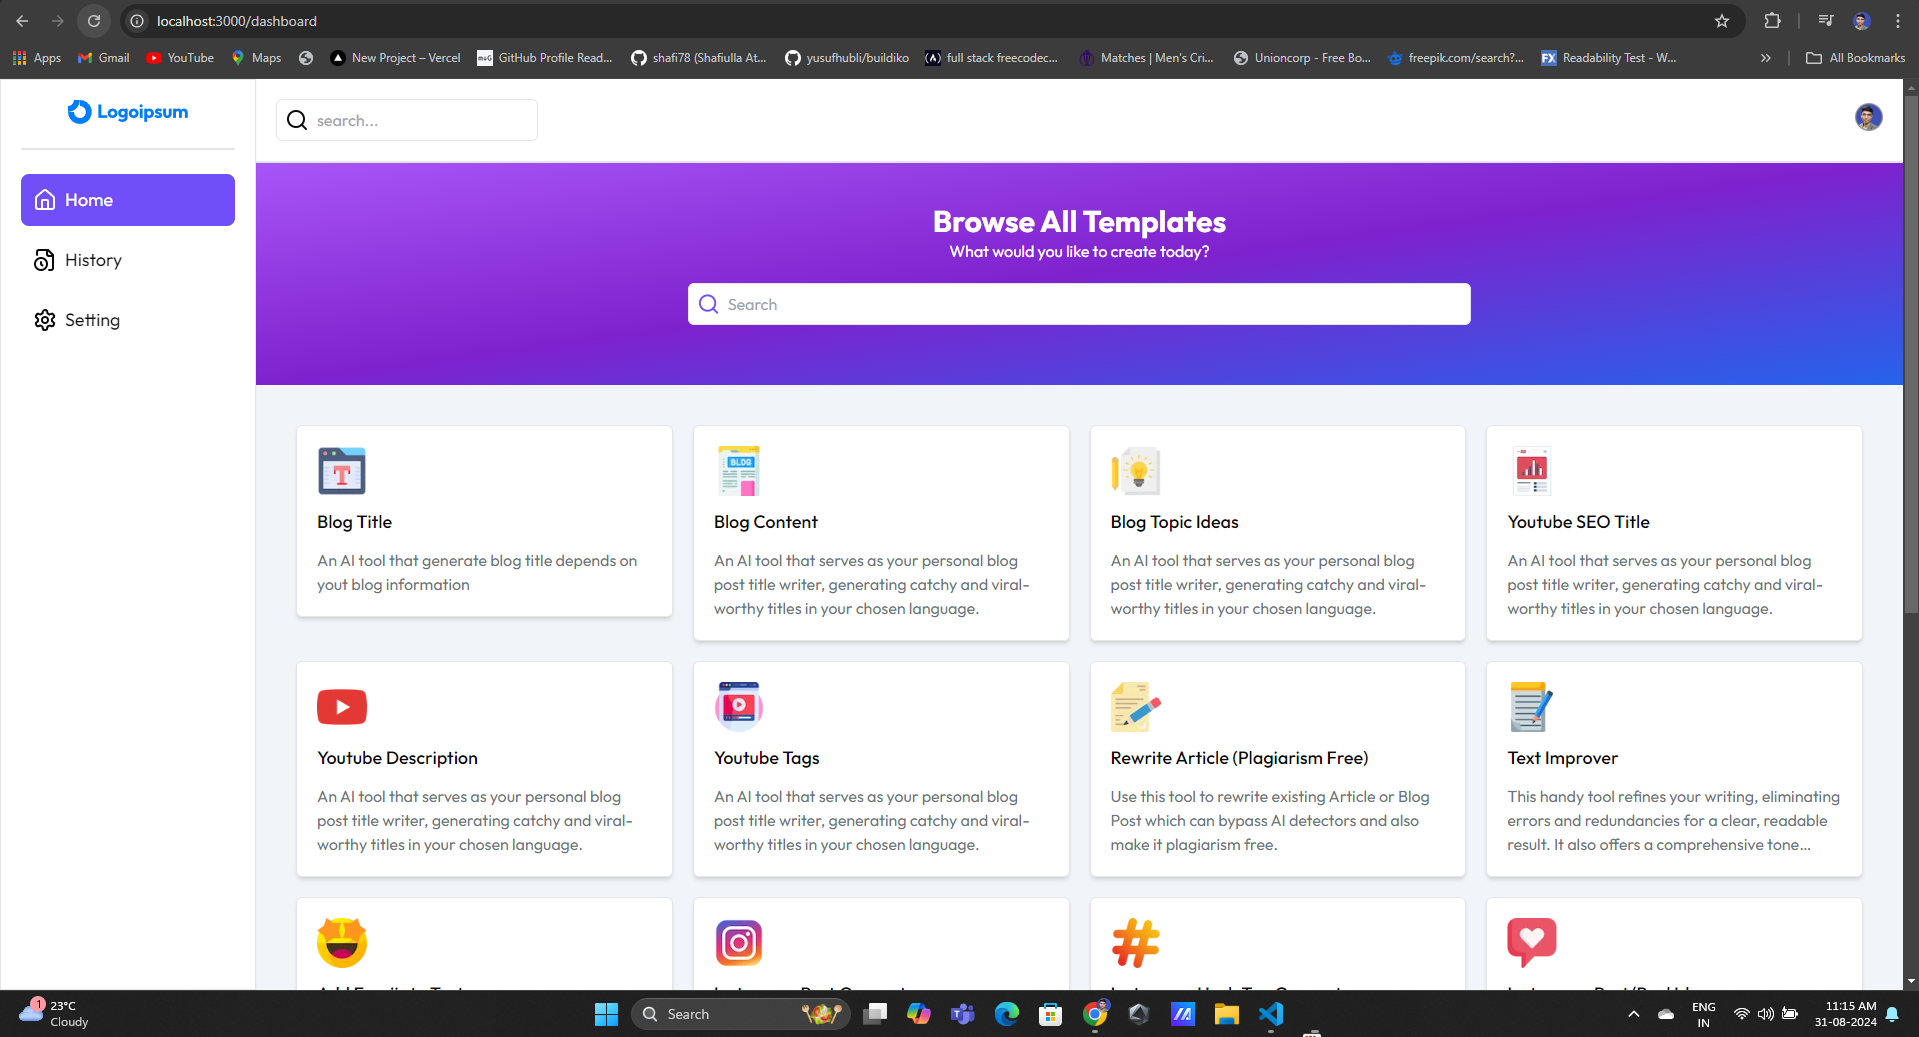 localhost:3000/dashboard
Apps
Gmail
YouTube
Maps
New Project – Vercel
GitHub Profile Read...
shafi78 (Shafiulla At...
yusufhubli/buildiko
full stack freecodec...
Matches | Men's Cri...
Unioncorp - Free Bo...
freepik.com/search?...
FX Readability Test - W...
All Bookmarks
Logoipsum
search...
Home
History
Setting
Browse All Templates
What would you like to create today?
Search
Blog Title
An AI tool that generate blog title depends on
yout blog information
BLOG
Blog Content
An AI tool that serves as your personal blog
post title writer, generating catchy and viral-
worthy titles in your chosen language.
Blog Topic Ideas
An AI tool that serves as your personal blog
post title writer, generating catchy and viral-
worthy titles in your chosen language.
Youtube SEO Title
An AI tool that serves as your personal blog
post title writer, generating catchy and viral-
worthy titles in your chosen language.
Youtube Description
An AI tool that serves as your personal blog
post title writer, generating catchy and viral-
worthy titles in your chosen language.
Youtube Tags
An AI tool that serves as your personal blog
post title writer, generating catchy and viral-
worthy titles in your chosen language.
Rewrite Article (Plagiarism Free)
Use this tool to rewrite existing Article or Blog
Post which can bypass AI detectors and also
make it plagiarism free.
Text Improver
This handy tool refines your writing, eliminating
errors and redundancies for a clear, readable
result. It also offers a comprehensive tone...
1
23°C
Cloudy
Search
ENG
IN
11:15 AM
31-08-2024